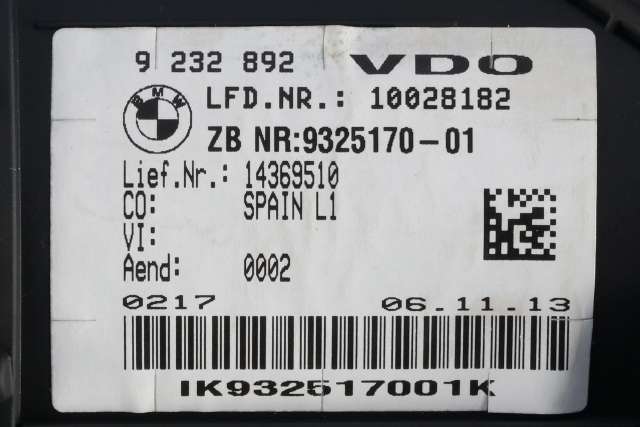 9 232 892 VDO
BMW LFD.NR.: 10028182
ZB NR:9325170-01
Lief.Nr.: 14369510
CO: SPAIN L1
VI:
Aend: 0002
0217 06.11.13
IK932517001K